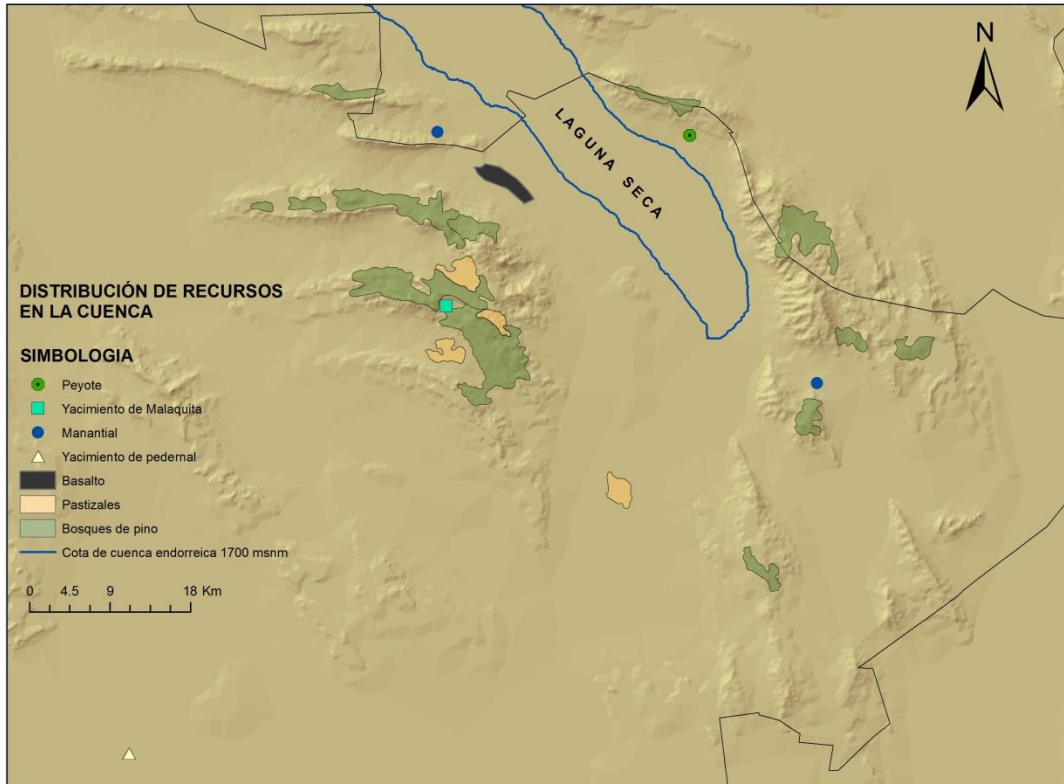 N
LAGUNA SECA
DISTRIBUCIÓN DE RECURSOS
EN LA CUENCA
SIMBOLOGIA
Peyote
Yacimiento de Malaquita
Manantial
Yacimiento de pedernal
Basalto
Pastizales
Bosques de pino
Cota de cuenca endorreica 1700 msnm
0 4.5 9 18 Km